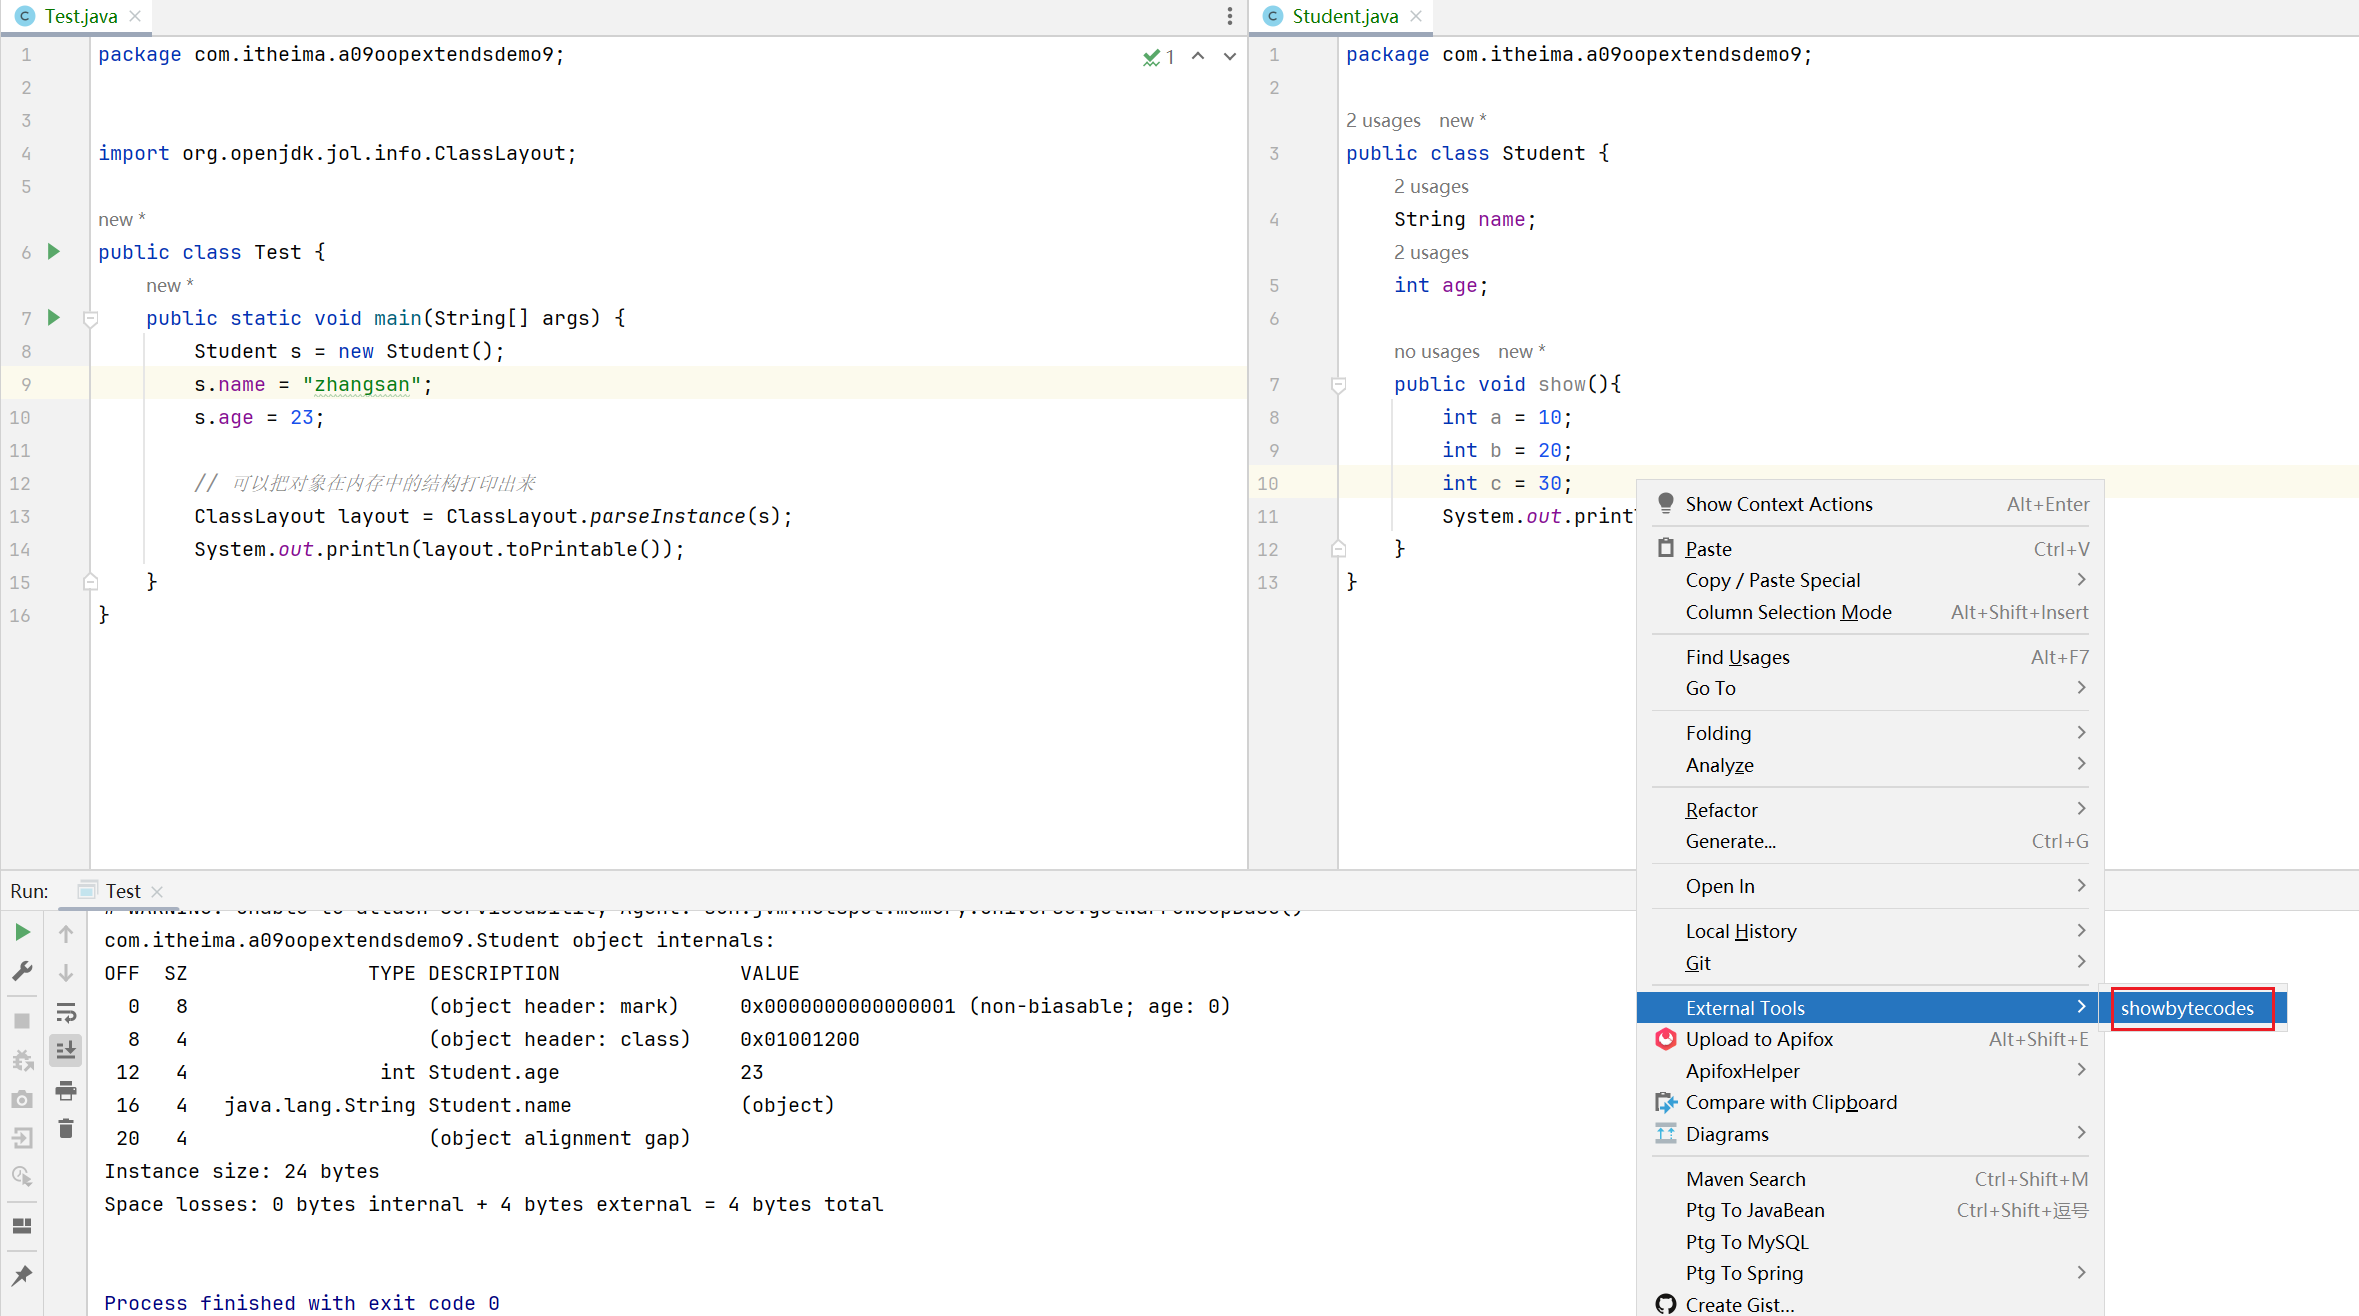 Test.java
1 package com.itheima.a09oopextendsdemo9;
1
2
3
4 import org.openjdk.jol.info.ClassLayout;
5
new *
6 public class Test {
new *
7 public static void main(String[] args) {
8 Student s = new Student();
9 s.name = "zhangsan";
10 s.age = 23;
11
12 // 可以把对象在内存中的结构打印出来
13 ClassLayout layout = ClassLayout.parseInstance(s);
14 System.out.println(layout.toPrintable());
15 }
16 }
Student.java
1 package com.itheima.a09oopextendsdemo9;
2
2 usages new *
3 public class Student {
2 usages
4 String name;
2 usages
5 int age;
6
no usages new *
7 public void show(){
8 int a = 10;
9 int b = 20;
10 int c = 30;
11 System.out.print
12 }
13 }
Show Context Actions Alt+Enter
Paste Ctrl+V
Copy / Paste Special
Column Selection Mode Alt+Shift+Insert
Find Usages Alt+F7
Go To
Folding
Analyze
Refactor
Generate... Ctrl+G
Open In
Local History
Git
External Tools
showbytecodes
Upload to Apifox Alt+Shift+E
ApifoxHelper
Compare with Clipboard
Diagrams
Maven Search Ctrl+Shift+M
Ptg To JavaBean Ctrl+Shift+逗号
Ptg To MySQL
Ptg To Spring
Create Gist...
Run: Test
com.itheima.a09oopextendsdemo9.Student object internals:
OFF SZ TYPE DESCRIPTION VALUE
0 8 (object header: mark) 0x0000000000000001 (non-biasable; age: 0)
8 4 (object header: class) 0x01001200
12 4 int Student.age 23
16 4 java.lang.String Student.name (object)
20 4 (object alignment gap)
Instance size: 24 bytes
Space losses: 0 bytes internal + 4 bytes external = 4 bytes total
Process finished with exit code 0